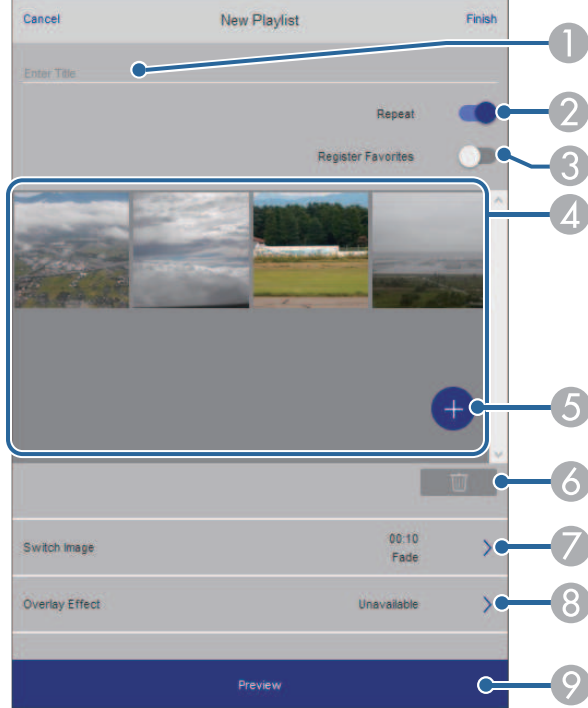 Cancel New Playlist Finish
1
Enter Title
Repeat 2
Register Favorites 3
4
5
6
Switch Image 00:10 7
Fade
Overlay Effect Unavailable 8
Preview 9